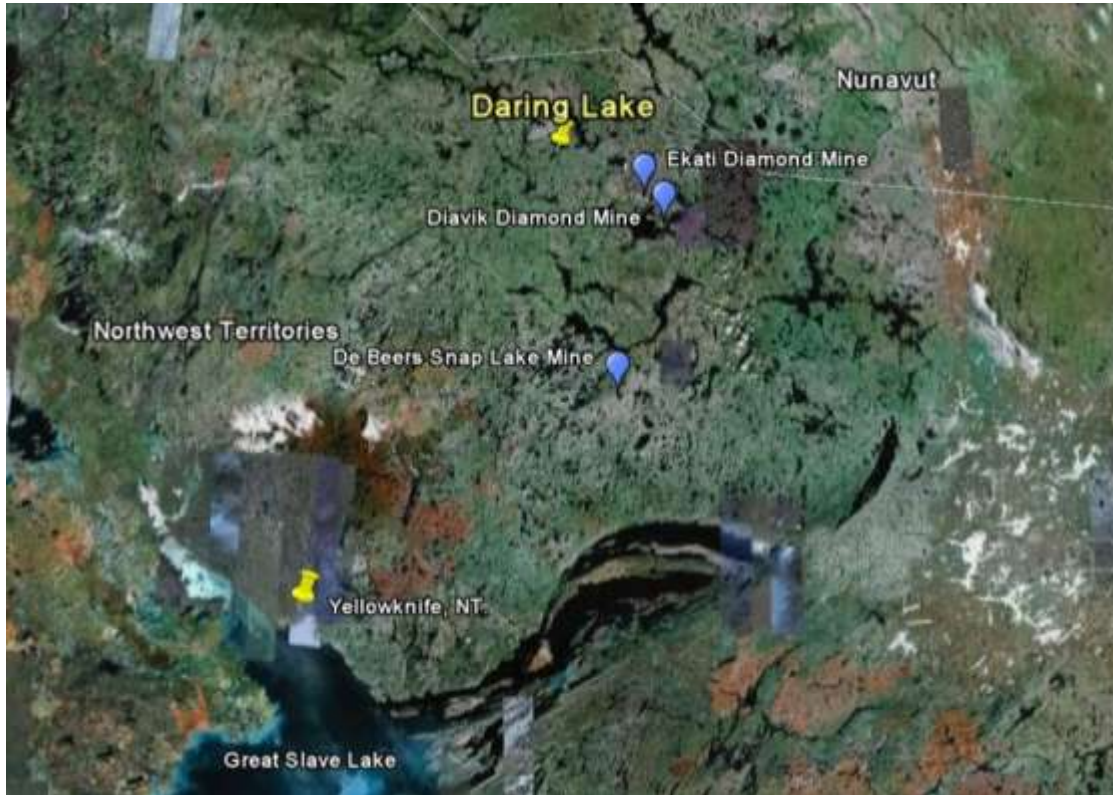 Nunavut
Daring Lake
Ekati Diamond Mine
Diavik Diamond Mine
Northwest Territories
De Beers Snap Lake Mine
Yellowknife, NT.
Great Slave Lake